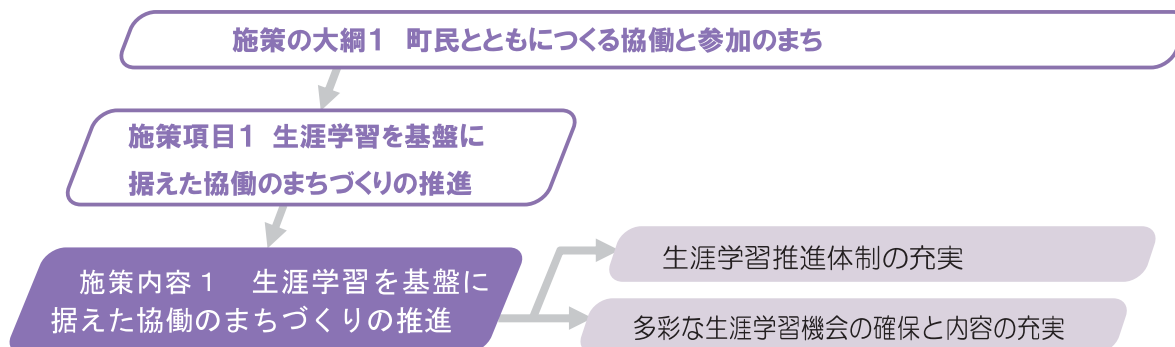 施策の大綱1 町民とともにつくる協働と参加のまち
施策項目1 生涯学習を基盤に
据えた協働のまちづくりの推進
施策内容1 生涯学習を基盤に
据えた協働のまちづくりの推進
生涯学習推進体制の充実
多彩な生涯学習機会の確保と内容の充実